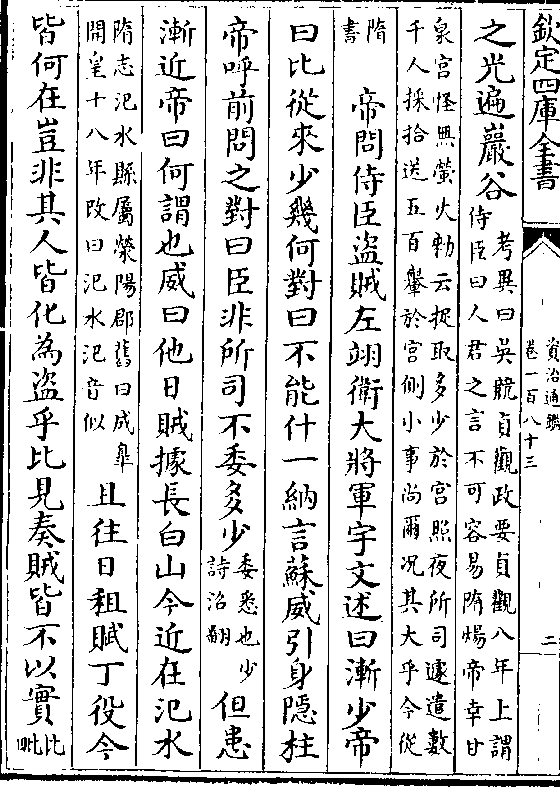 欽定四庫全書
資治通鑑
卷一百八十三
二
之光遍巖谷
考異曰吳兢貞觀政要貞觀八年上謂
侍臣曰人君之言不可容易隋煬帝幸甘
泉宮怪無螢火勅云捉取多少於宮照夜所司遽遣數
千人採拾送五百轝於宮側小事尚爾况其大乎今從
隋書
帝問侍臣盜賊左翊衛大將軍宇文述曰漸少帝
曰比從來少幾何對曰不能什一納言蘇威引身隱柱
帝呼前問之對曰臣非所司不委多少
委悉也少
詩沼翻
但患
漸近帝曰何謂也威曰他日賊據長白山今近在汜水
隋志汜水縣屬滎陽郡舊曰成臯
開皇十八年改曰汜水汜音似
且往日租賦丁役今
皆何在豈非其人皆化為盜乎比見奏賊皆不以實
比
毗